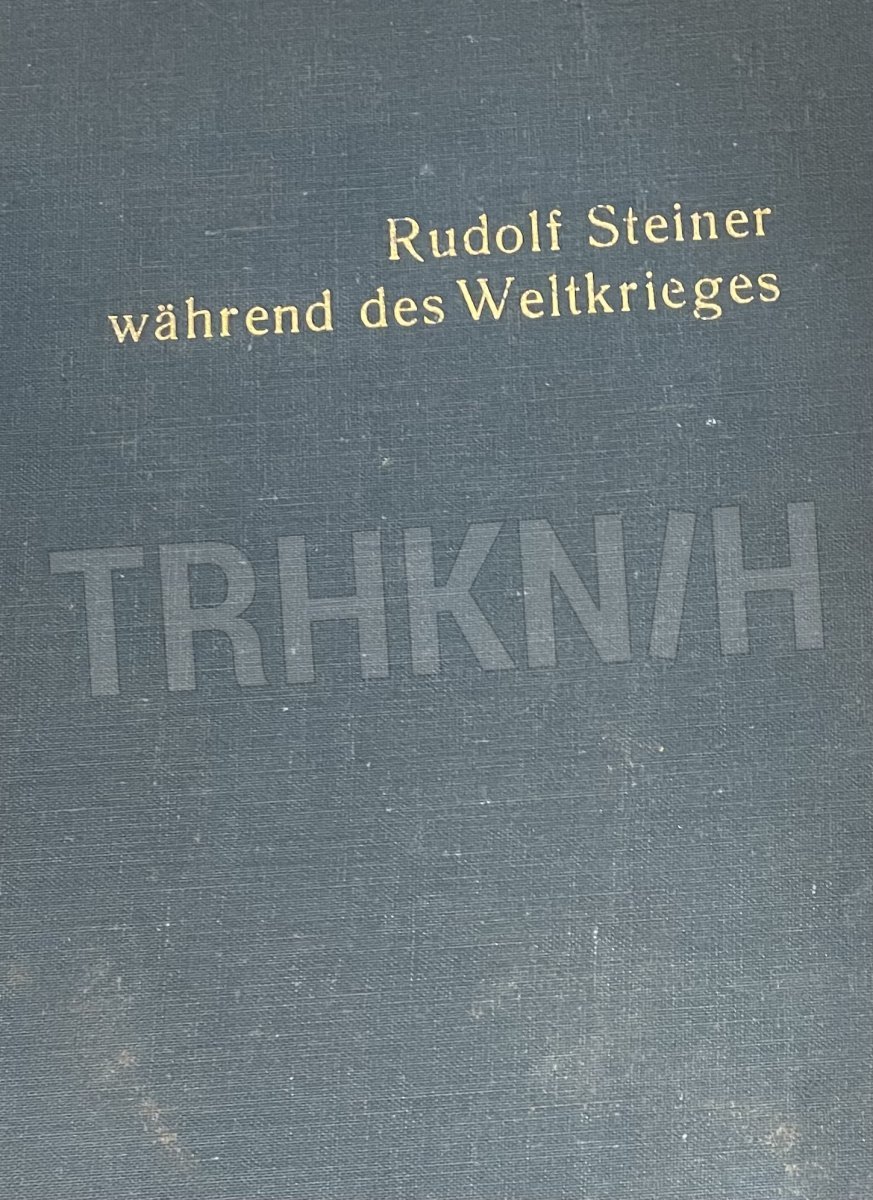 Rudolf Steiner
während des Weltkrieges
TRHKN/H